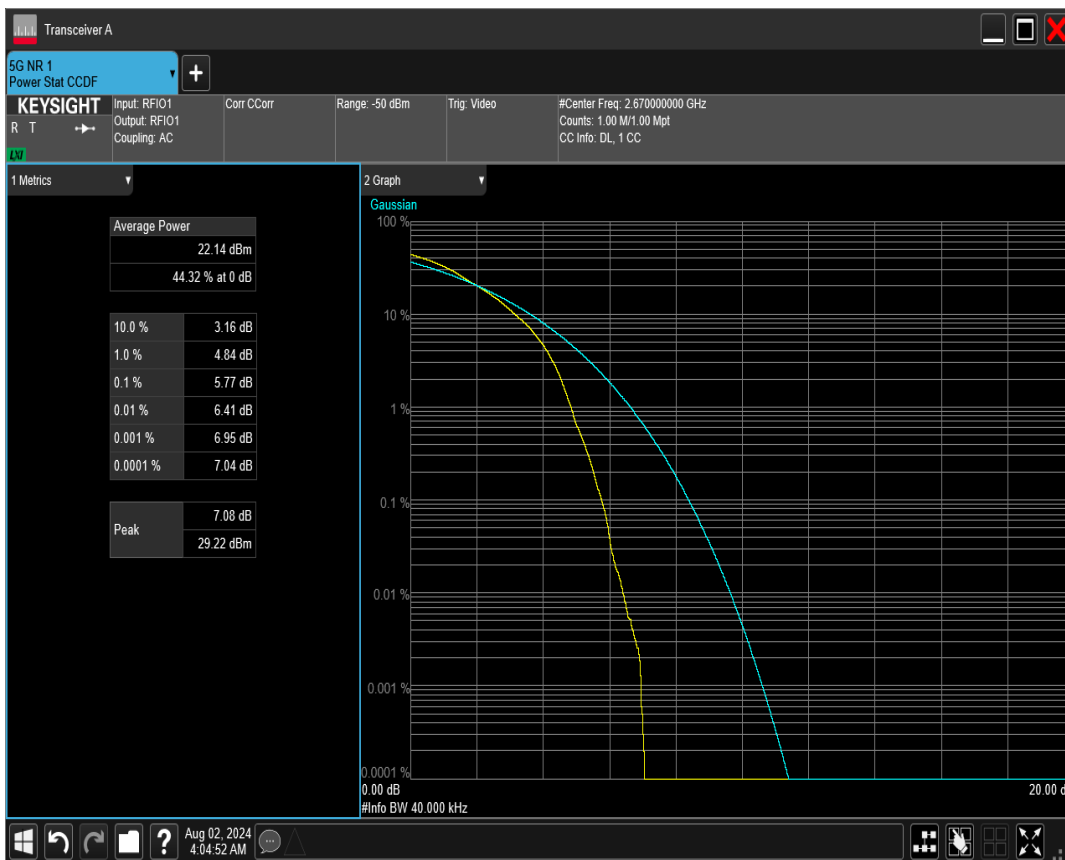 Transceiver A
5G NR 1
Power Stat CCDF
KEYSIGHT
R T
LXI
Input: RFIO1
Output: RFIO1
Coupling: AC
Corr CCorr
Range: -50 dBm
Trig: Video
#Center Freq: 2.670000000 GHz
Counts: 1.00 M/1.00 Mpt
CC Info: DL, 1 CC
1 Metrics
Average Power
22.14 dBm
44.32 % at 0 dB
10.0 % 3.16 dB
1.0 % 4.84 dB
0.1 % 5.77 dB
0.01 % 6.41 dB
0.001 % 6.95 dB
0.0001 % 7.04 dB
Peak
7.08 dB
29.22 dBm
2 Graph
Gaussian
100 %
10 %
1 %
0.1 %
0.01 %
0.001 %
0.0001 %
0.00 dB
20.00 d
#Info BW 40.000 kHz
?
Aug 02, 2024
4:04:52 AM